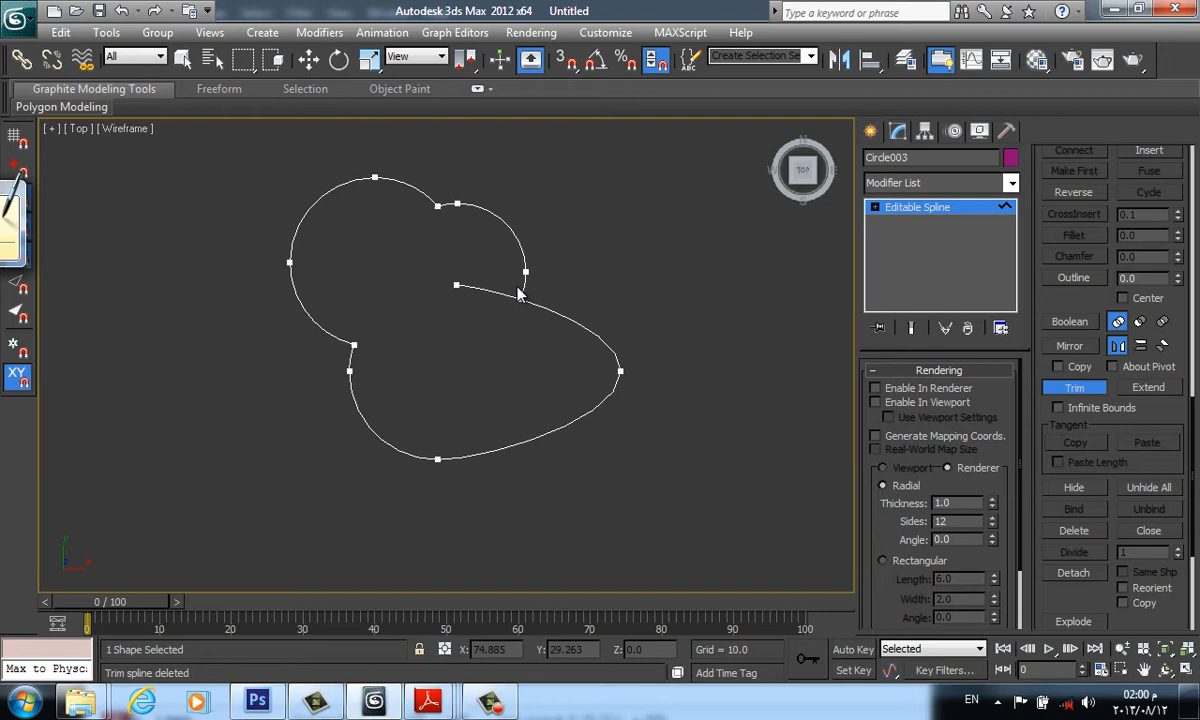 Autodesk 3ds Max 2012 x64 Untitled
Type a keyword or phrase
Edit Tools Group Views Create Modifiers Animation Graph Editors Rendering Customize MAXScript Help
All View Create Selection Se
Graphite Modeling Tools Freeform Selection Object Paint
Polygon Modeling
[ + ] [ Top ] [ Wireframe ]
TOP
Circle003
Modifier List
Editable Spline
Connect Insert
Make First Fuse
Reverse Cycle
CrossInsert 0.1
Fillet 0.0
Chamfer 0.0
Outline 0.0
Center
Boolean
Mirror
Copy About Pivot
Trim Extend
Infinite Bounds
Tangent
Copy Paste
Paste Length
Hide Unhide All
Bind Unbind
Delete Close
Divide 1
Detach Same Shp
Reorient
Copy
Explode
Rendering
Enable In Renderer
Enable In Viewport
Use Viewport Settings
Generate Mapping Coords.
Real-World Map Size
Viewport Renderer
Radial
Thickness: 1.0
Sides: 12
Angle: 0.0
Rectangular
Length: 6.0
Width: 2.0
Angle: 0.0
XY
y
0 / 100
0 10 20 30 40 50 60 70 80 90 100
1 Shape Selected X: 74.885 Y: 29.263 Z: 0.0 Grid = 10.0 Auto Key Selected
Max to Physc: Trim spline deleted Add Time Tag Set Key Key Filters... 0
Ps EN 02:00 م
٢٠١٣/٠٨/١٢